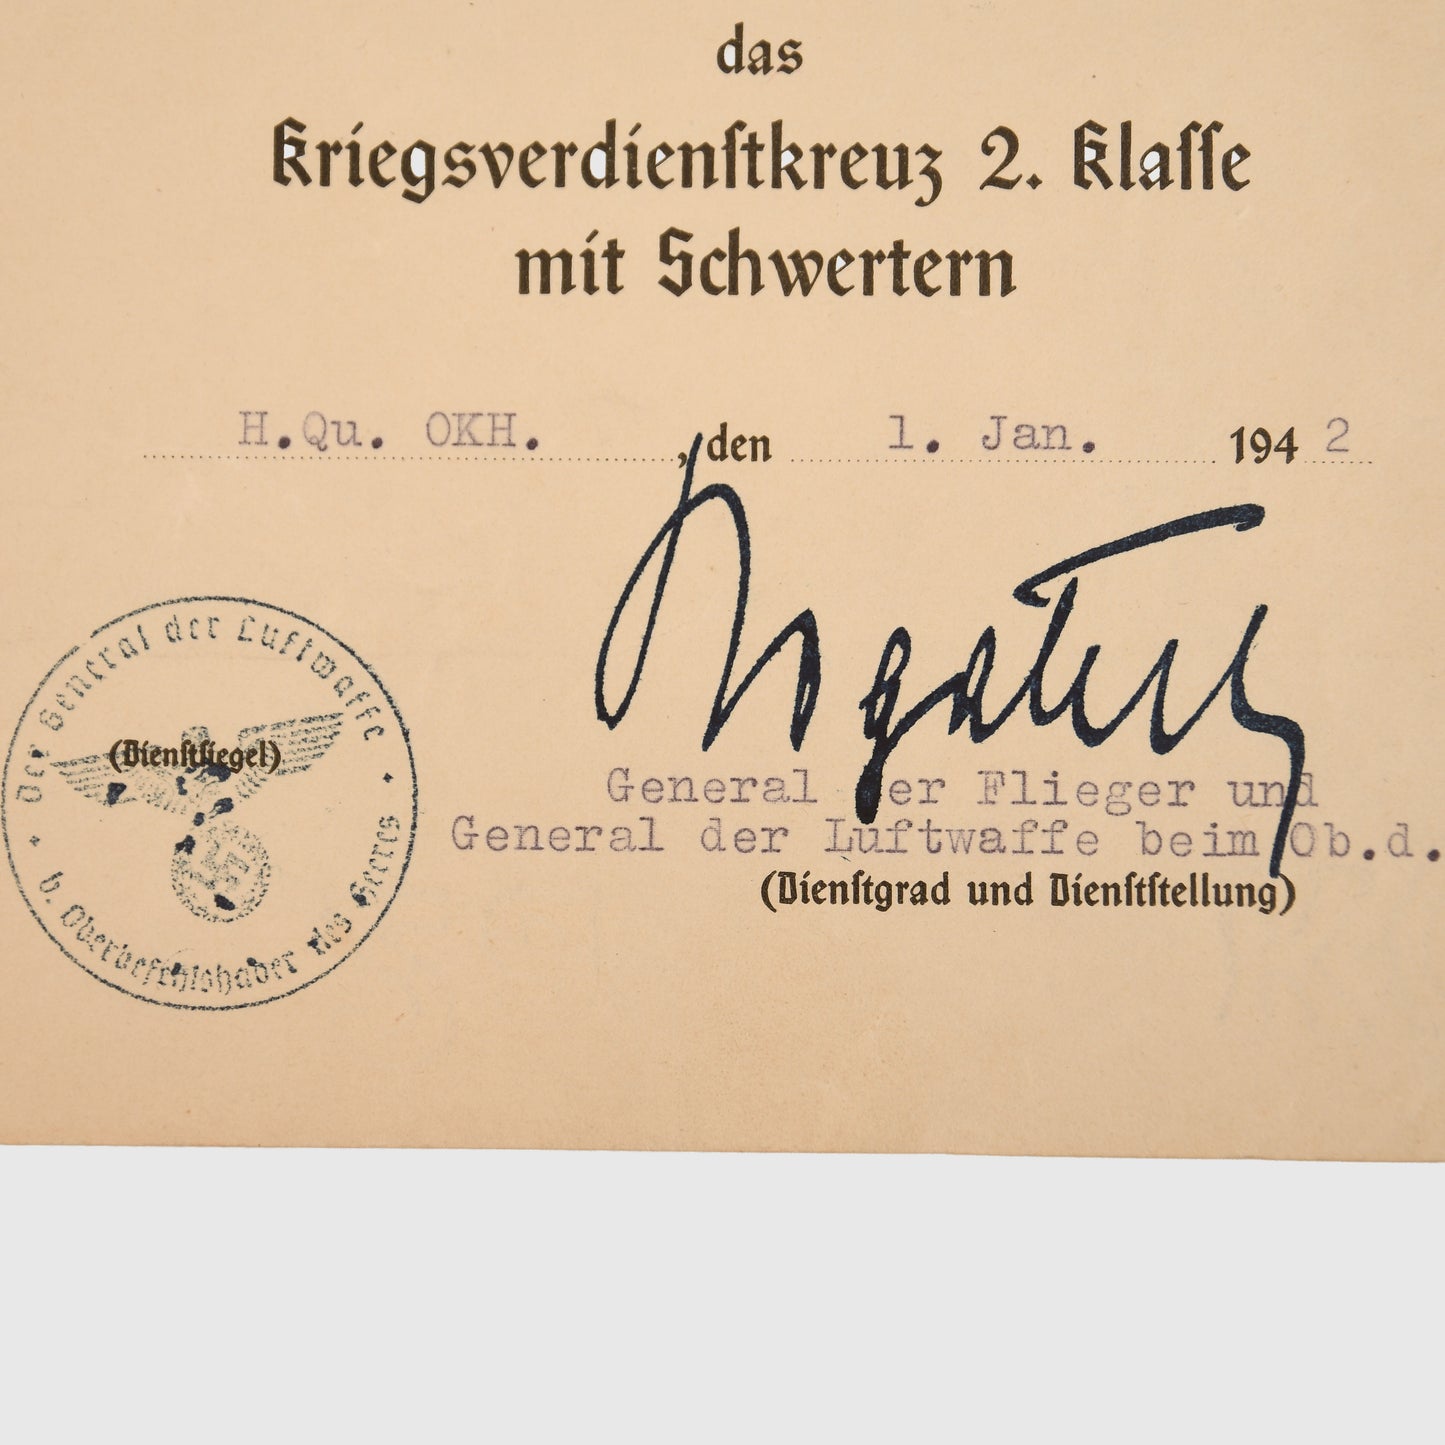 das
Kriegsverdienstkreuz 2. Klasse
mit Schwertern
H.Qu. OKH. , den 1. Jan. 1942
Der General der Luftwaffe
b. Oberbefehlshaber des Heeres
(Dienstsiegel)
General der Flieger und
General der Luftwaffe beim Ob.d.
(Dienstgrad und Dienststellung)